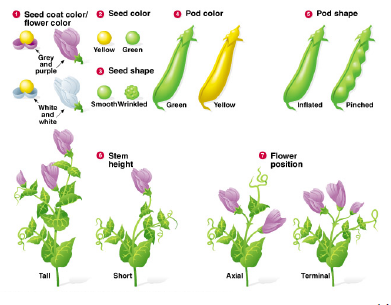 1 Seed coat color/
flower color
Grey
and
purple
White
and
white
2 Seed color
Yellow Green
3 Seed shape
Smooth Wrinkled
4 Pod color
Green Yellow
5 Pod shape
Inflated Pinched
6 Stem
height
Tall Short
7 Flower
position
Axial Terminal